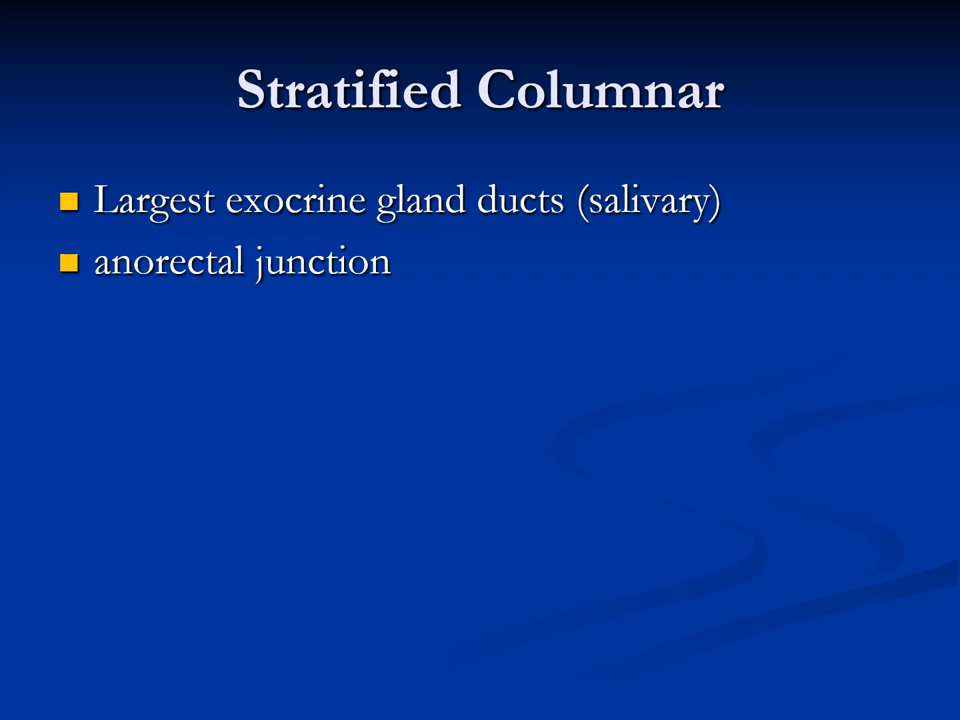 Stratified Columnar
Largest exocrine gland ducts (salivary)
anorectal junction